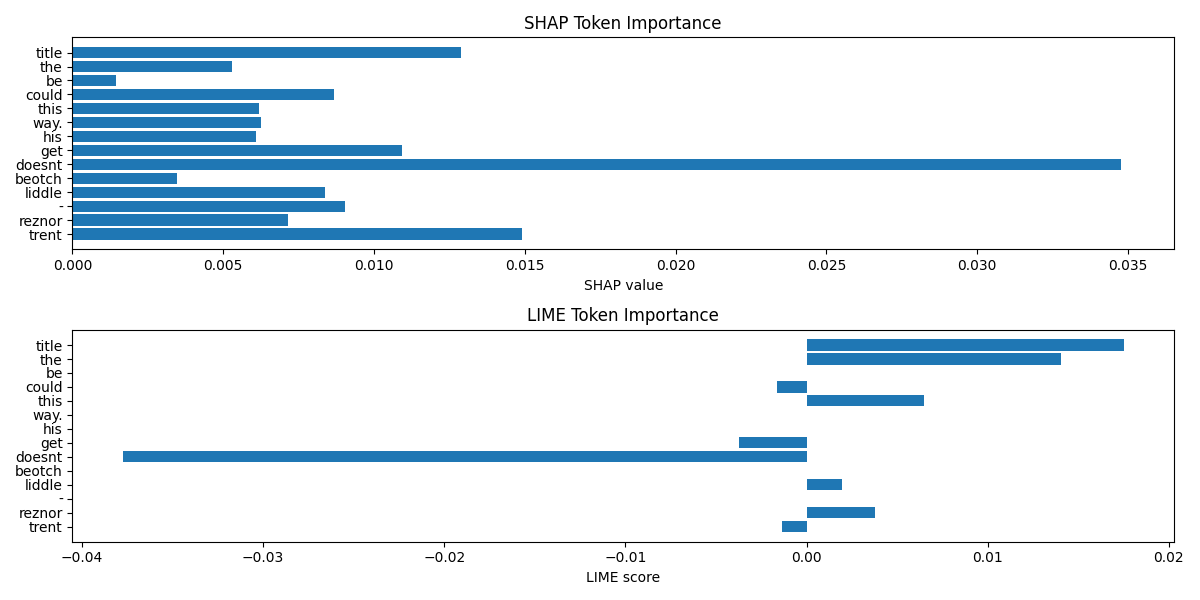 SHAP Token Importance
title
the
be
could
this
way.
his
get
doesnt
beotch
liddle
-
reznor
trent
0.000 0.005 0.010 0.015 0.020 0.025 0.030 0.035
SHAP value
LIME Token Importance
title
the
be
could
this
way.
his
get
doesnt
beotch
liddle
-
reznor
trent
−0.04 −0.03 −0.02 −0.01 0.00 0.01 0.02
LIME score